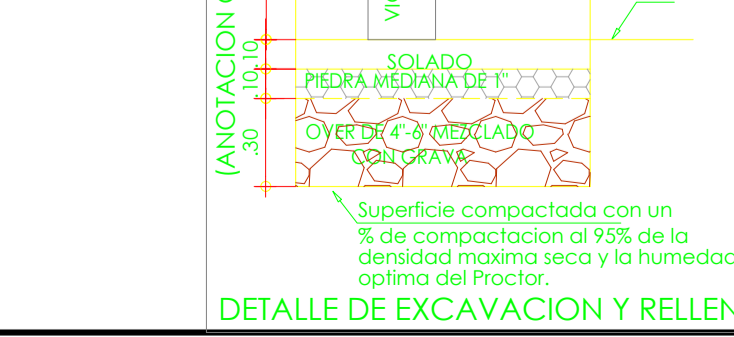 VIG
(ANOTACION
.10
.10
.30
SOLADO
PIEDRA MEDIANA DE 1"
OVER DE 4"-6" MEZCLADO
CON GRAVA
Superficie compactada con un
% de compactacion al 95% de la
densidad maxima seca y la humedad
optima del Proctor.
DETALLE DE EXCAVACION Y RELLEN